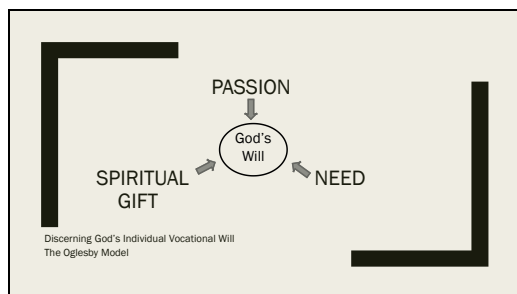 PASSION
God's
Will
SPIRITUAL
GIFT
NEED
Discerning God's Individual Vocational Will
The Oglesby Model